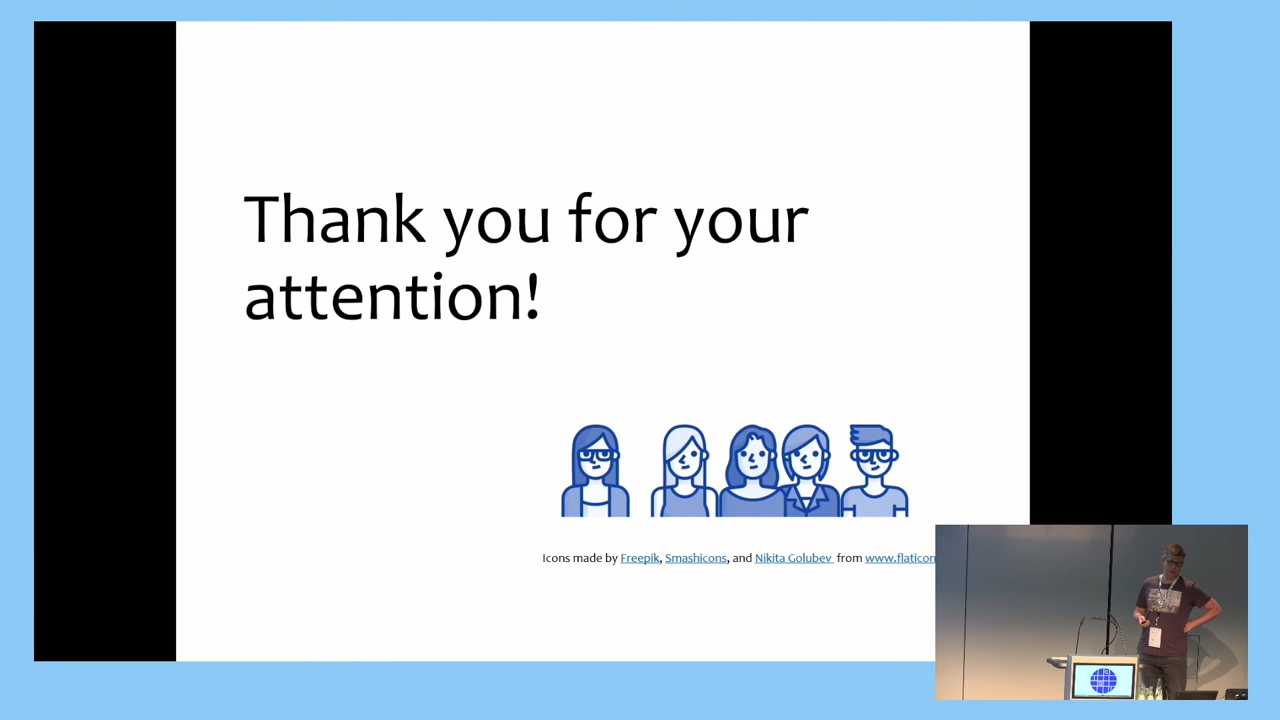 Thank you for your
attention!
Icons made by Freepik, Smashicons, and Nikita Golubev from www.flaticon